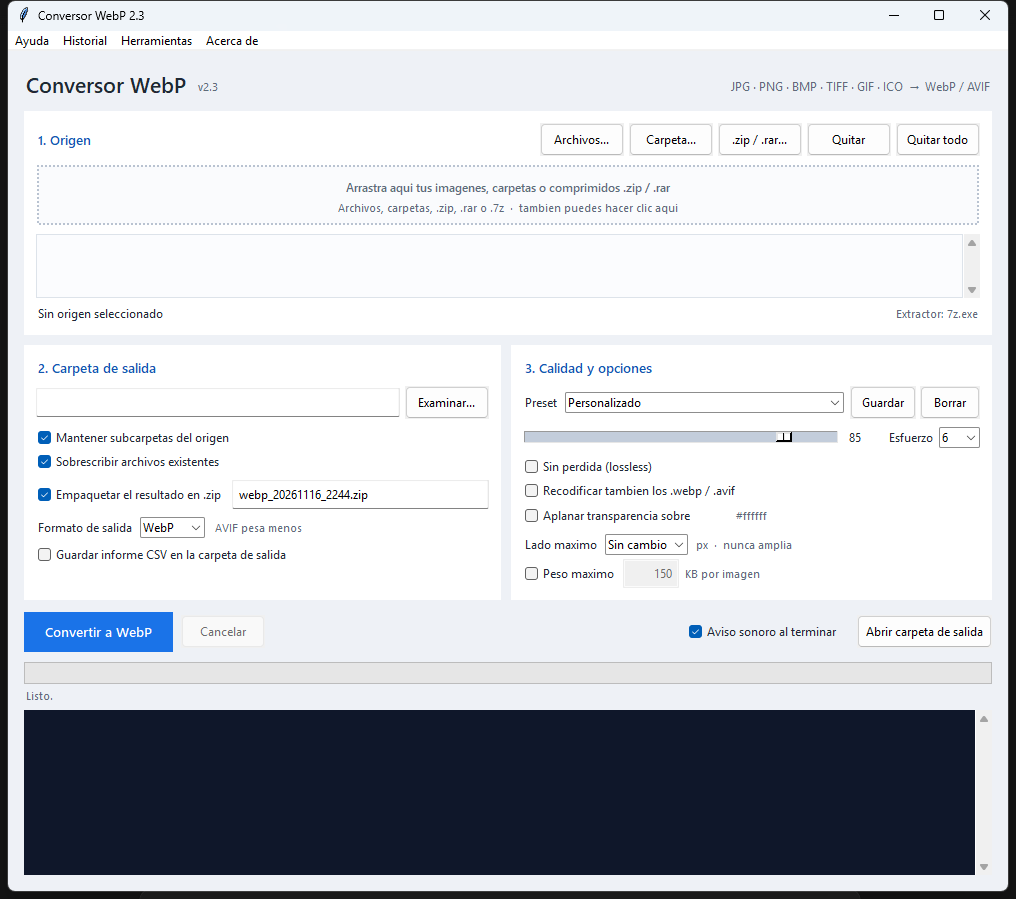 Conversor WebP 2.3
Ayuda Historial Herramientas Acerca de
Conversor WebP v2.3 JPG · PNG · BMP · TIFF · GIF · ICO → WebP / AVIF
1. Origen Archivos... Carpeta... .zip / .rar... Quitar Quitar todo
Arrastra aqui tus imagenes, carpetas o comprimidos .zip / .rar
Archivos, carpetas, .zip, .rar o .7z · tambien puedes hacer clic aqui
Sin origen seleccionado Extractor: 7z.exe
2. Carpeta de salida
Examinar...
Mantener subcarpetas del origen
Sobrescribir archivos existentes
Empaquetar el resultado en .zip webp_20261116_2244.zip
Formato de salida WebP AVIF pesa menos
Guardar informe CSV en la carpeta de salida
3. Calidad y opciones
Preset Personalizado Guardar Borrar
85 Esfuerzo 6
Sin perdida (lossless)
Recodificar tambien los .webp / .avif
Aplanar transparencia sobre #ffffff
Lado maximo Sin cambio px · nunca amplia
Peso maximo 150 KB por imagen
Convertir a WebP Cancelar Aviso sonoro al terminar Abrir carpeta de salida
Listo.